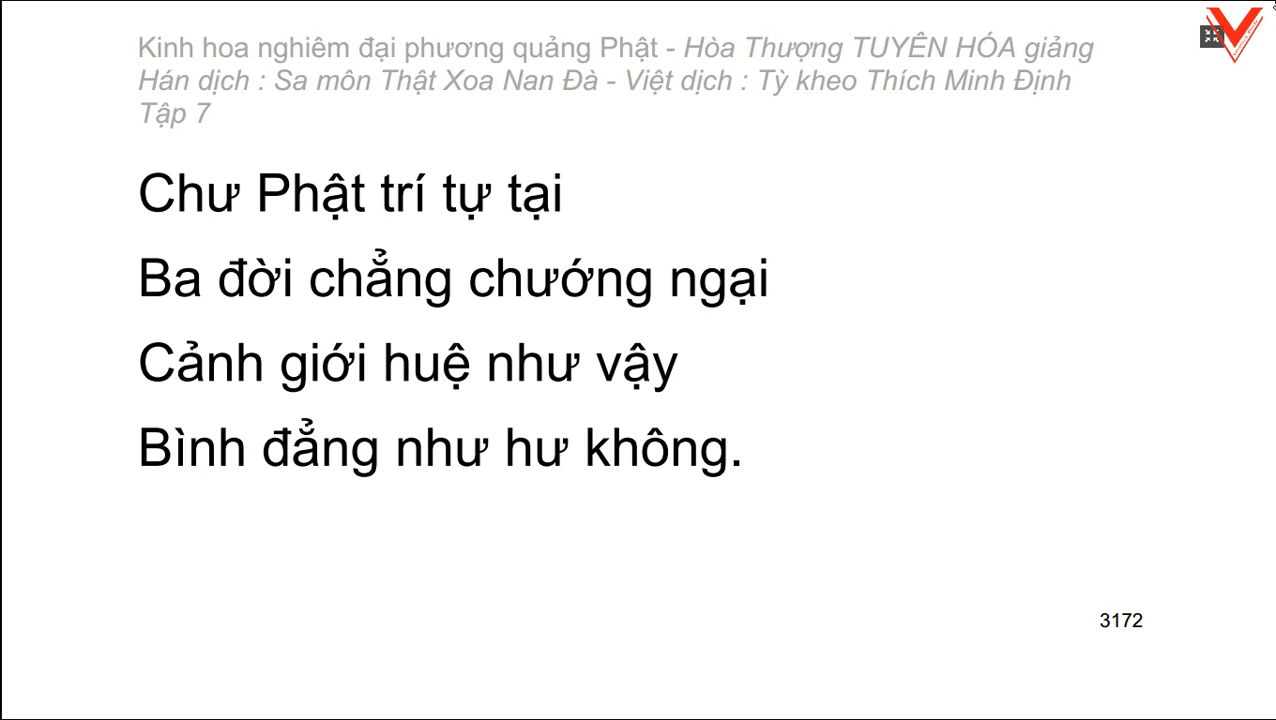 Kinh hoa nghiêm đại phương quảng Phật - Hòa Thượng TUYÊN HÓA giảng
Hán dịch : Sa môn Thật Xoa Nan Đà - Việt dịch : Tỳ kheo Thích Minh Định
Tập 7
Chư Phật trí tự tại
Ba đời chẳng chướng ngại
Cảnh giới huệ như vậy
Bình đẳng như hư không.
3172